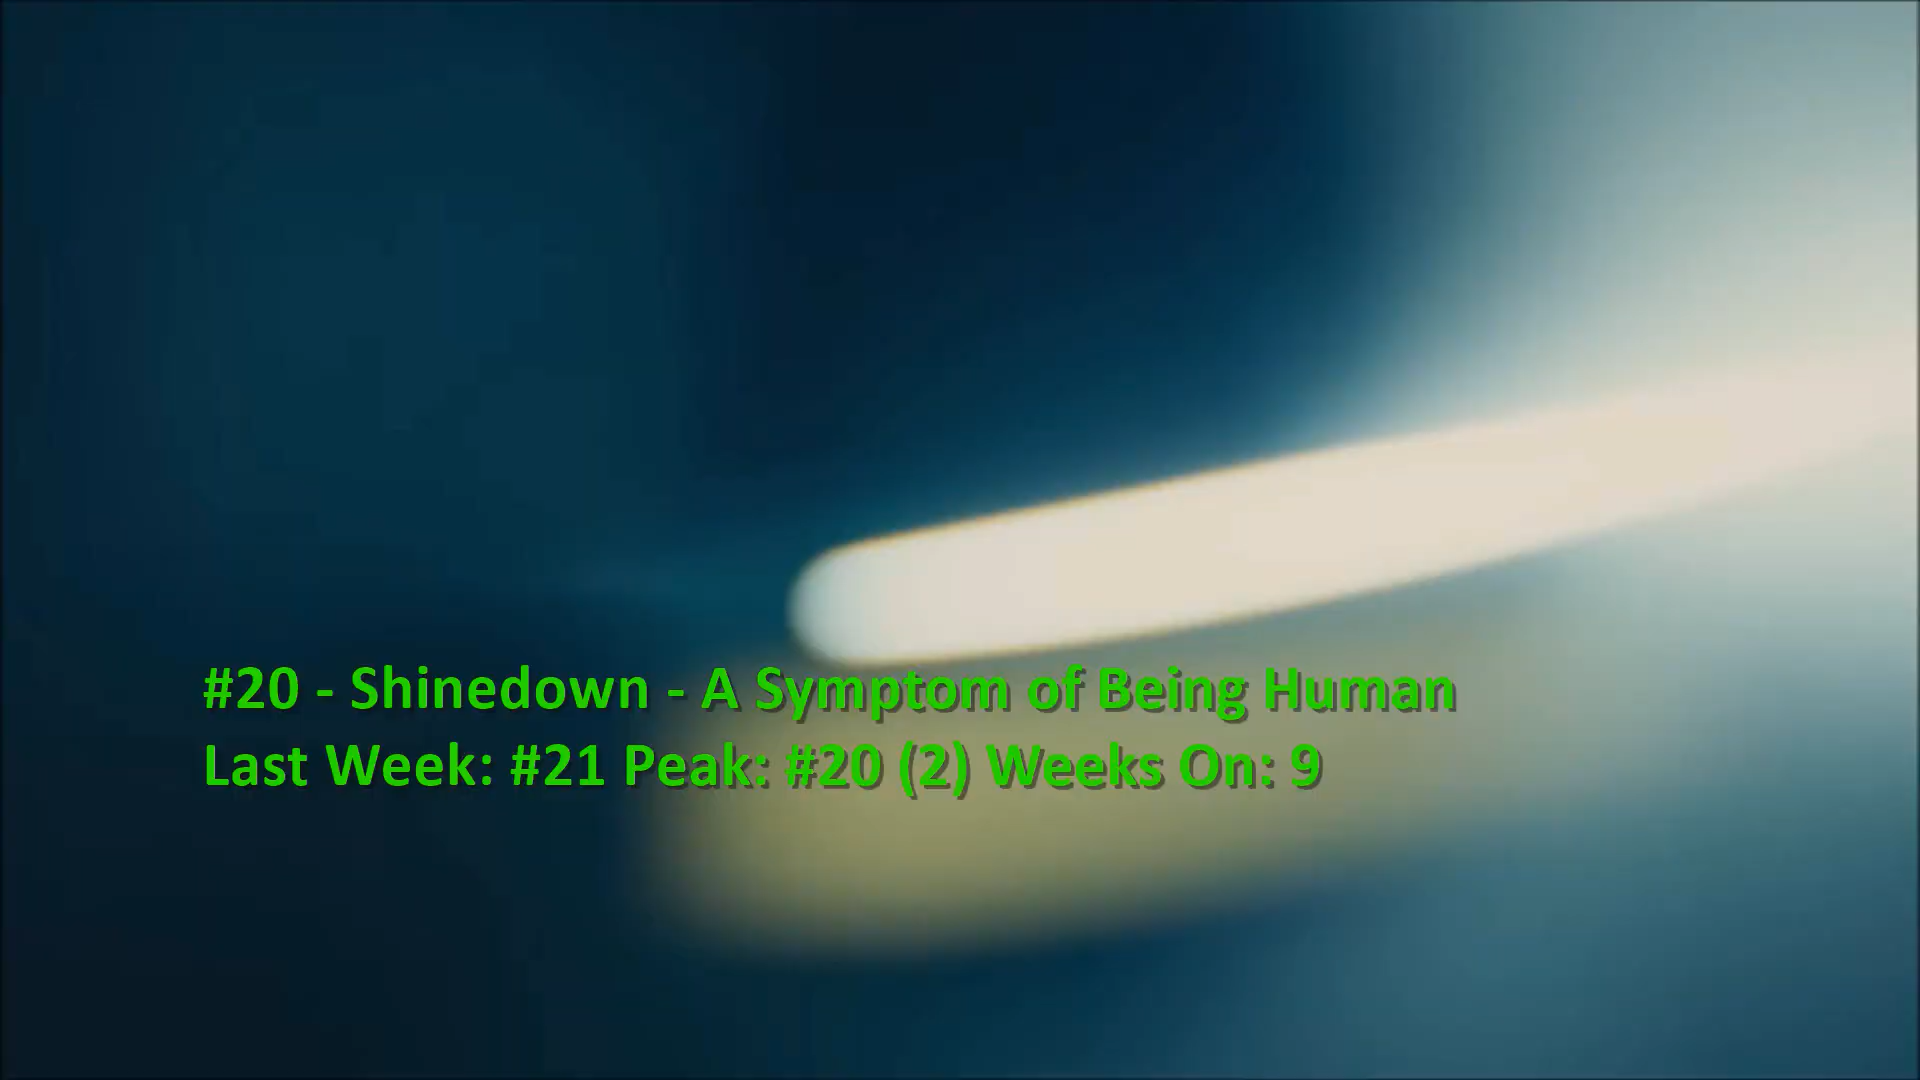 #20 - Shinedown - A Symptom of Being Human
Last Week: #21 Peak: #20 (2) Weeks On: 9